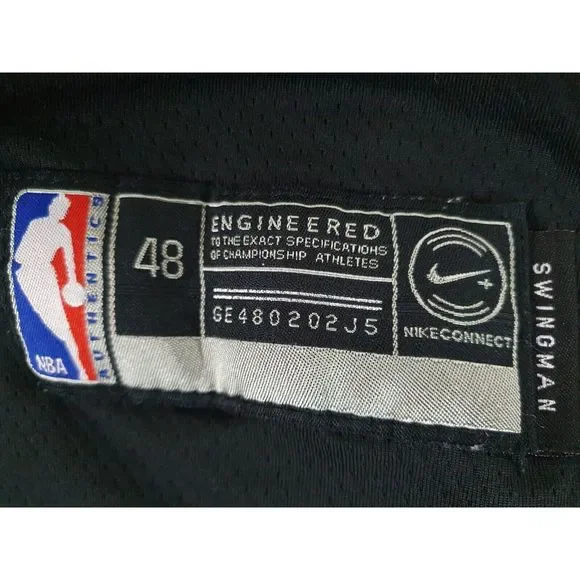 NBA
AUTHENTICS
48
ENGINEERED
TO THE EXACT SPECIFICATIONS
OF CHAMPIONSHIP ATHLETES
GE480202J5
NIKECONNECT
SWINGMAN